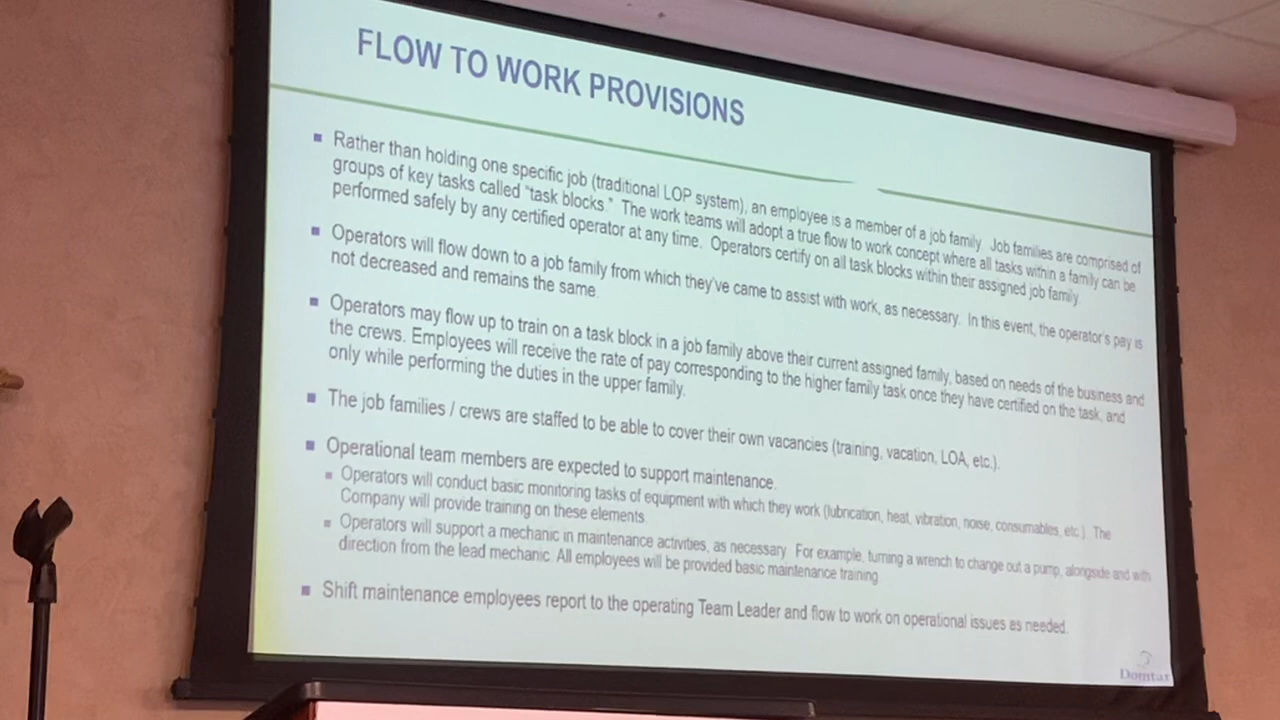 FLOW TO WORK PROVISIONS
Rather than holding one specific job (traditional LOP system), an employee is a member of a job family. Job families are comprised of
groups of key tasks called "task blocks." The work teams will adopt a true flow to work concept where all tasks within a family can be
performed safely by any certified operator at any time. Operators certify on all task blocks within their assigned job family.
Operators will flow down to a job family from which they've came to assist with work, as necessary. In this event, the operator's pay is
not decreased and remains the same.
Operators may flow up to train on a task block in a job family above their current assigned family, based on needs of the business and
the crews. Employees will receive the rate of pay corresponding to the higher family task once they have certified on the task, and
only while performing the duties in the upper family.
The job families / crews are staffed to be able to cover their own vacancies (training, vacation, LOA, etc.).
Operational team members are expected to support maintenance.
Operators will conduct basic monitoring tasks of equipment with which they work (lubrication, heat, vibration, noise, consumables, etc.). The
Company will provide training on these elements.
Operators will support a mechanic in maintenance activities, as necessary. For example, turning a wrench to change out a pump, alongside and with
direction from the lead mechanic. All employees will be provided basic maintenance training.
Shift maintenance employees report to the operating Team Leader and flow to work on operational issues as needed.
Domtar